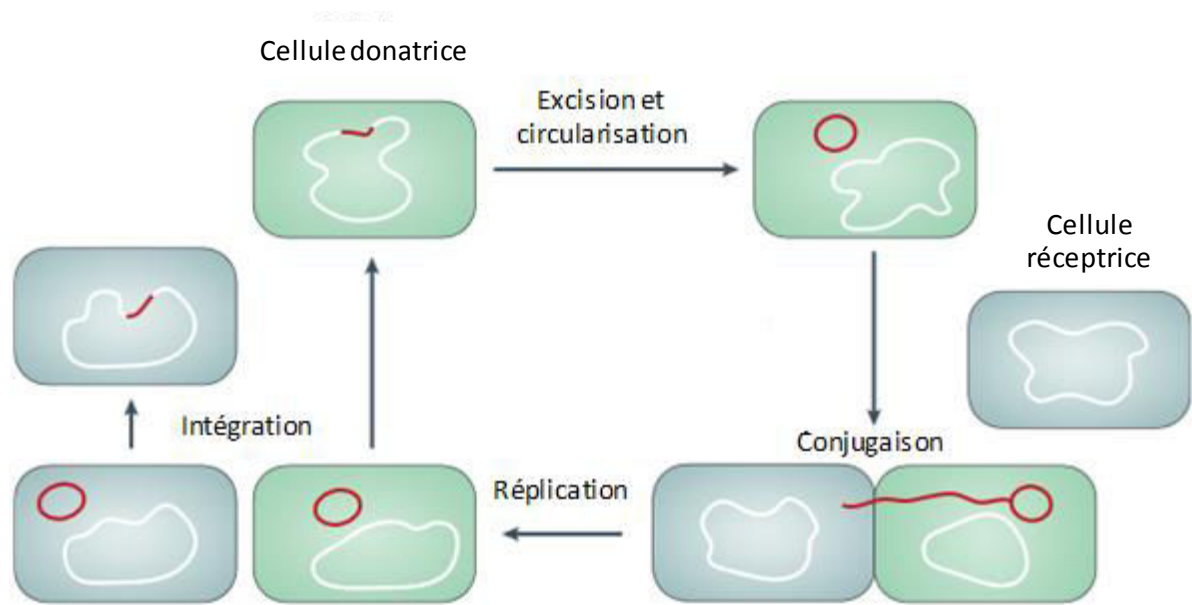 Cellule donatrice
Excision et
circularisation
Cellule
réceptrice
Intégration
Conjugaison
Réplication